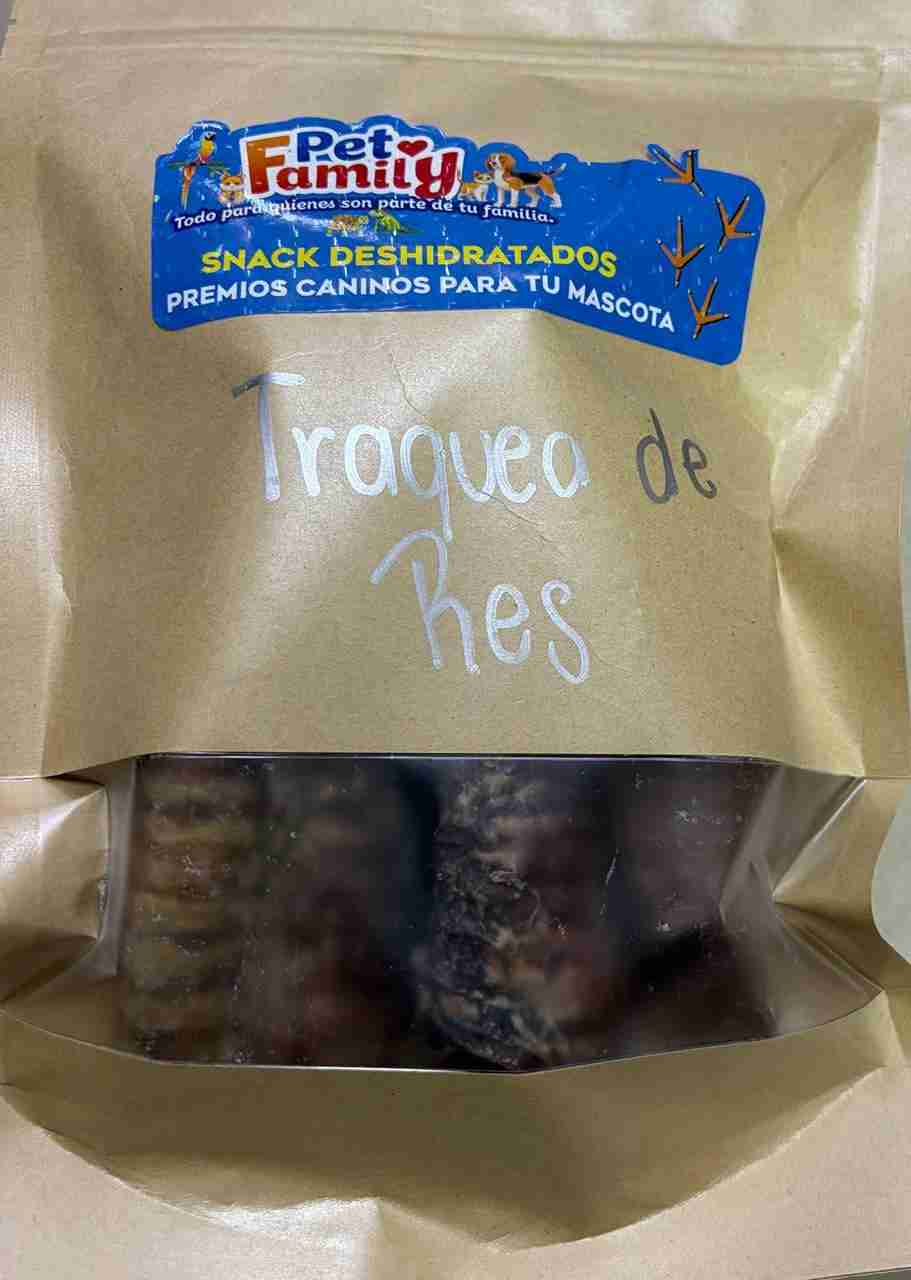 Pet
Family
Todo para quienes son parte de tu familia.
SNACK DESHIDRATADOS
PREMIOS CANINOS PARA TU MASCOTA
Traquea de
Res